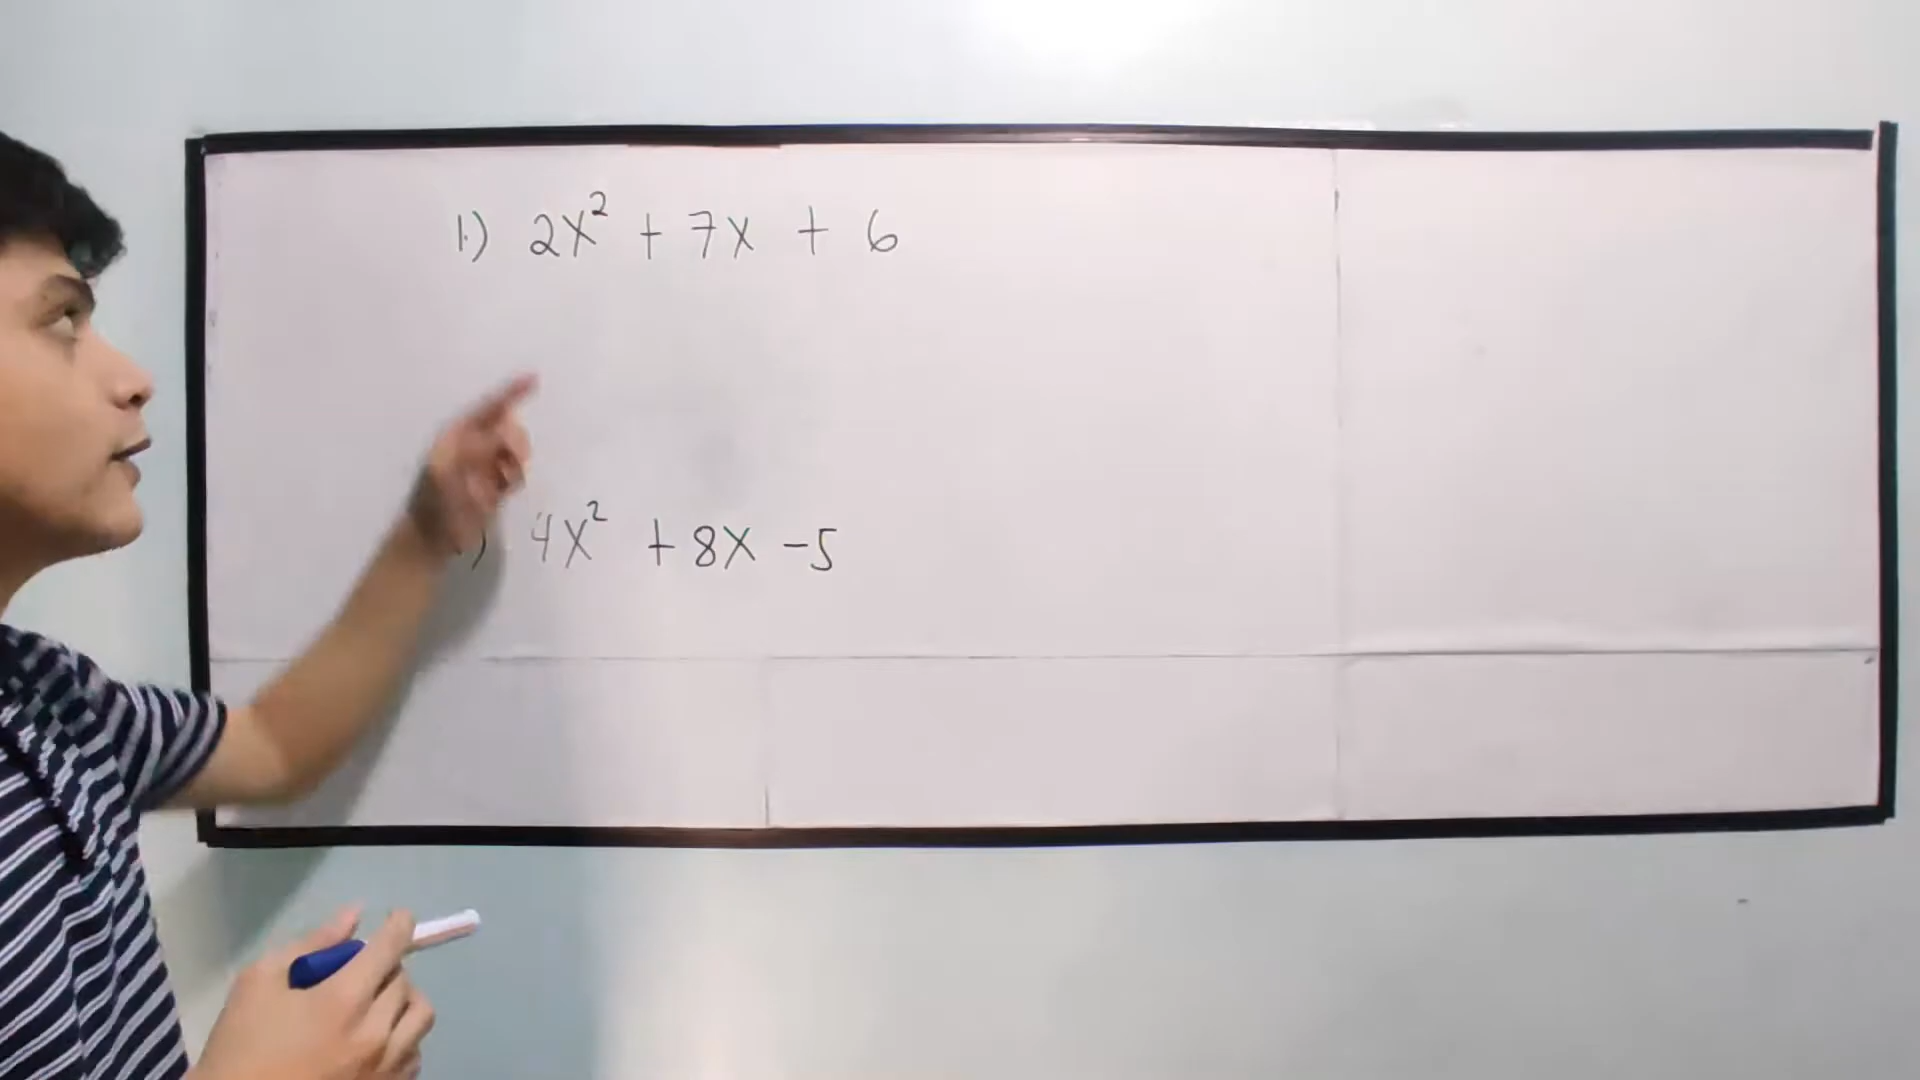 1.) 2x² + 7x + 6
) 4x² + 8x - 5